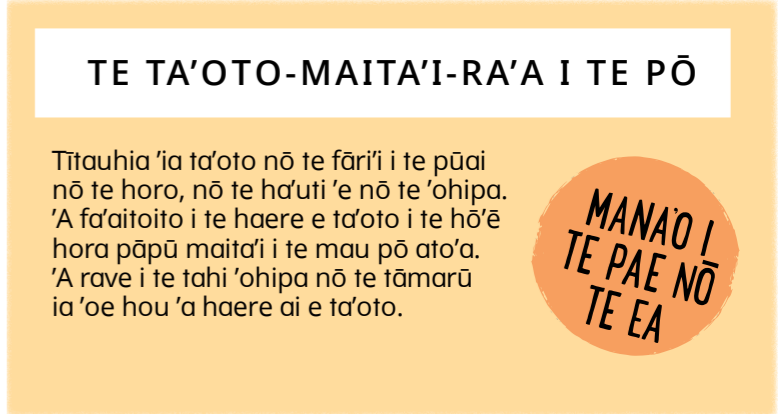 TE TA’OTO-MAITA’I-RA’A I TE PŌ
Tītauhia ’ia ta’oto nō te fāri’i i te pūai
nō te horo, nō te ha’uti ’e nō te ’ohipa.
’A fa’aitoito i te haere e ta’oto i te hō’ē
hora pāpū maita’i i te mau pō ato’a.
’A rave i te tahi ’ohipa nō te tāmarū
ia ’oe hou ’a haere ai e ta’oto.
MANA’O I
TE PAE NŌ
TE EA